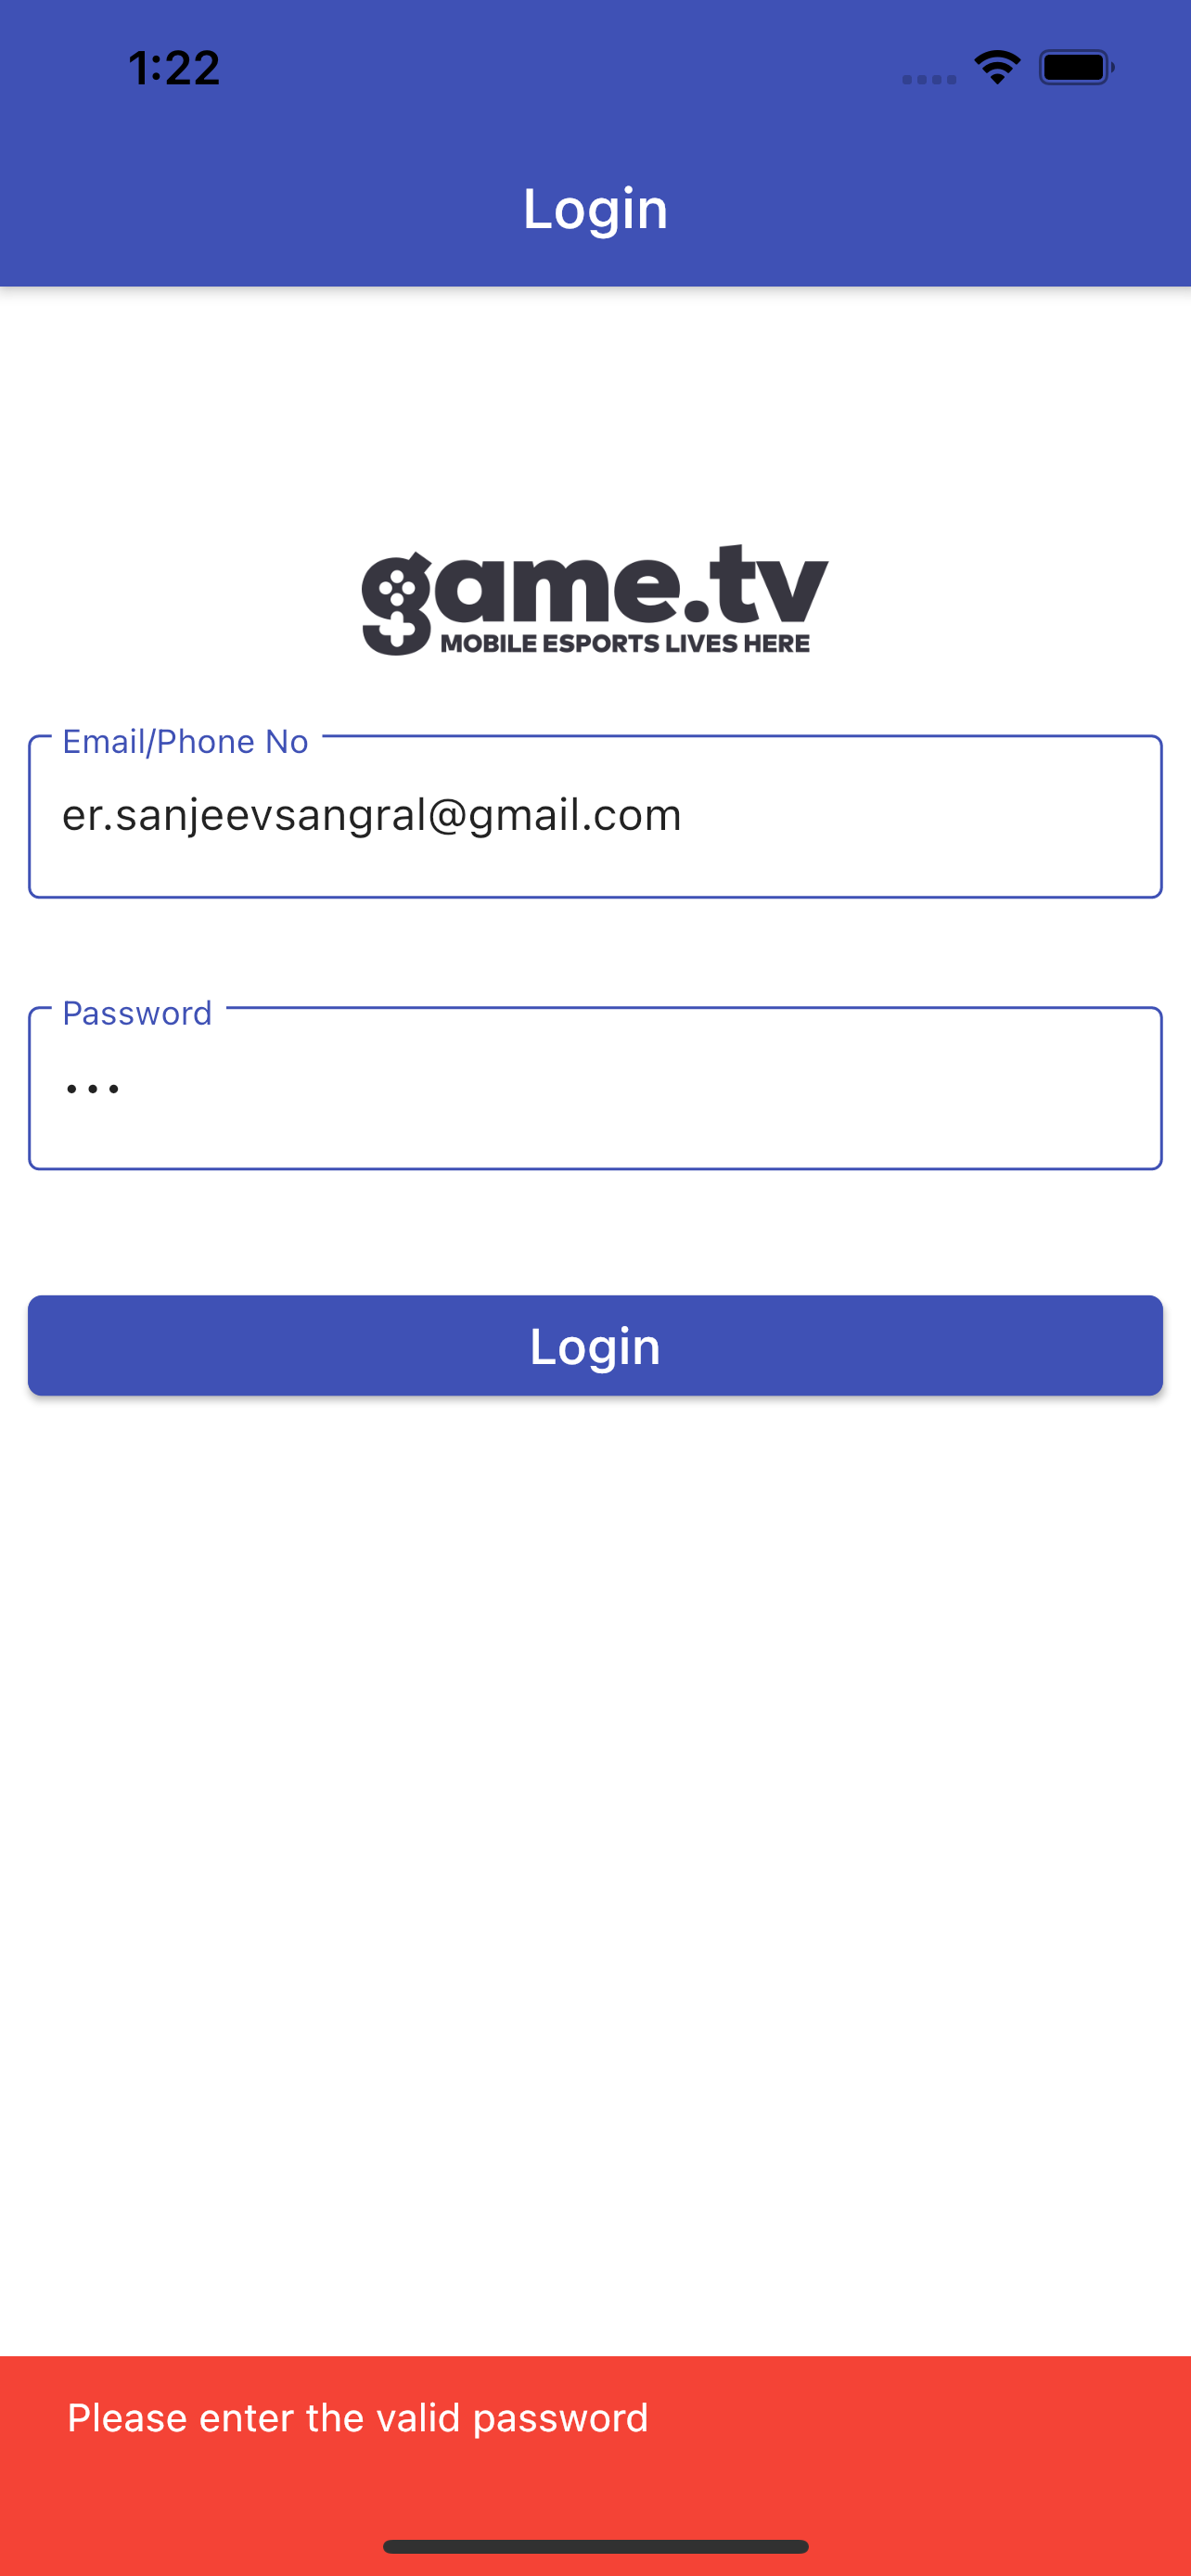 1:22
Login
game.tv
MOBILE ESPORTS LIVES HERE
Email/Phone No
er.sanjeevsangral@gmail.com
Password
•••
Login
Please enter the valid password